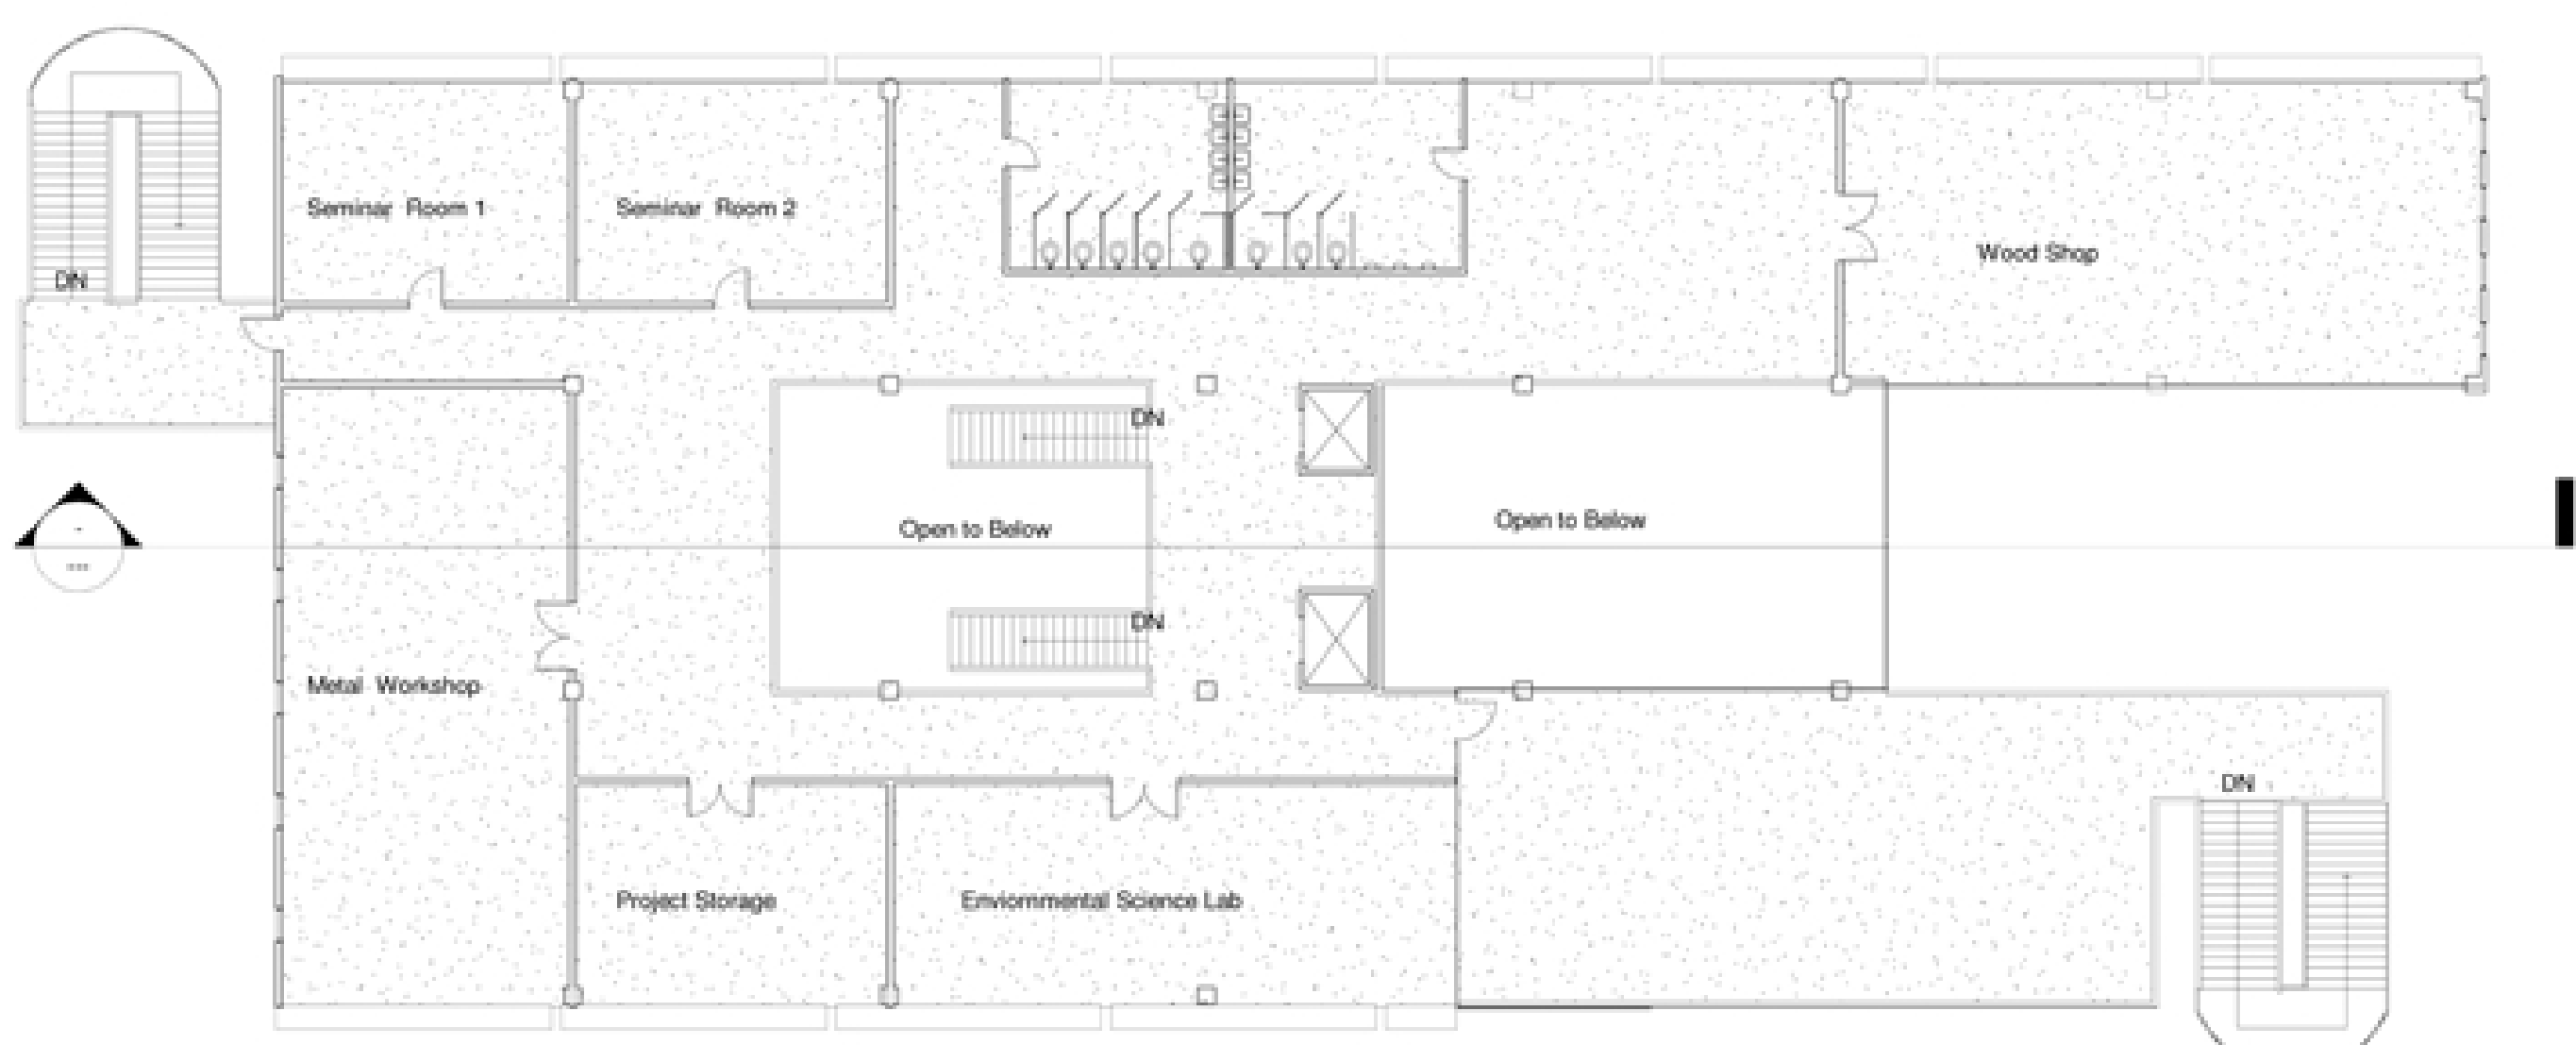 Seminar Room 1
Seminar Room 2
Wood Shop
DN
DN
Open to Below
Open to Below
DN
Metal Workshop
DN
Project Storage
Enviornmental Science Lab